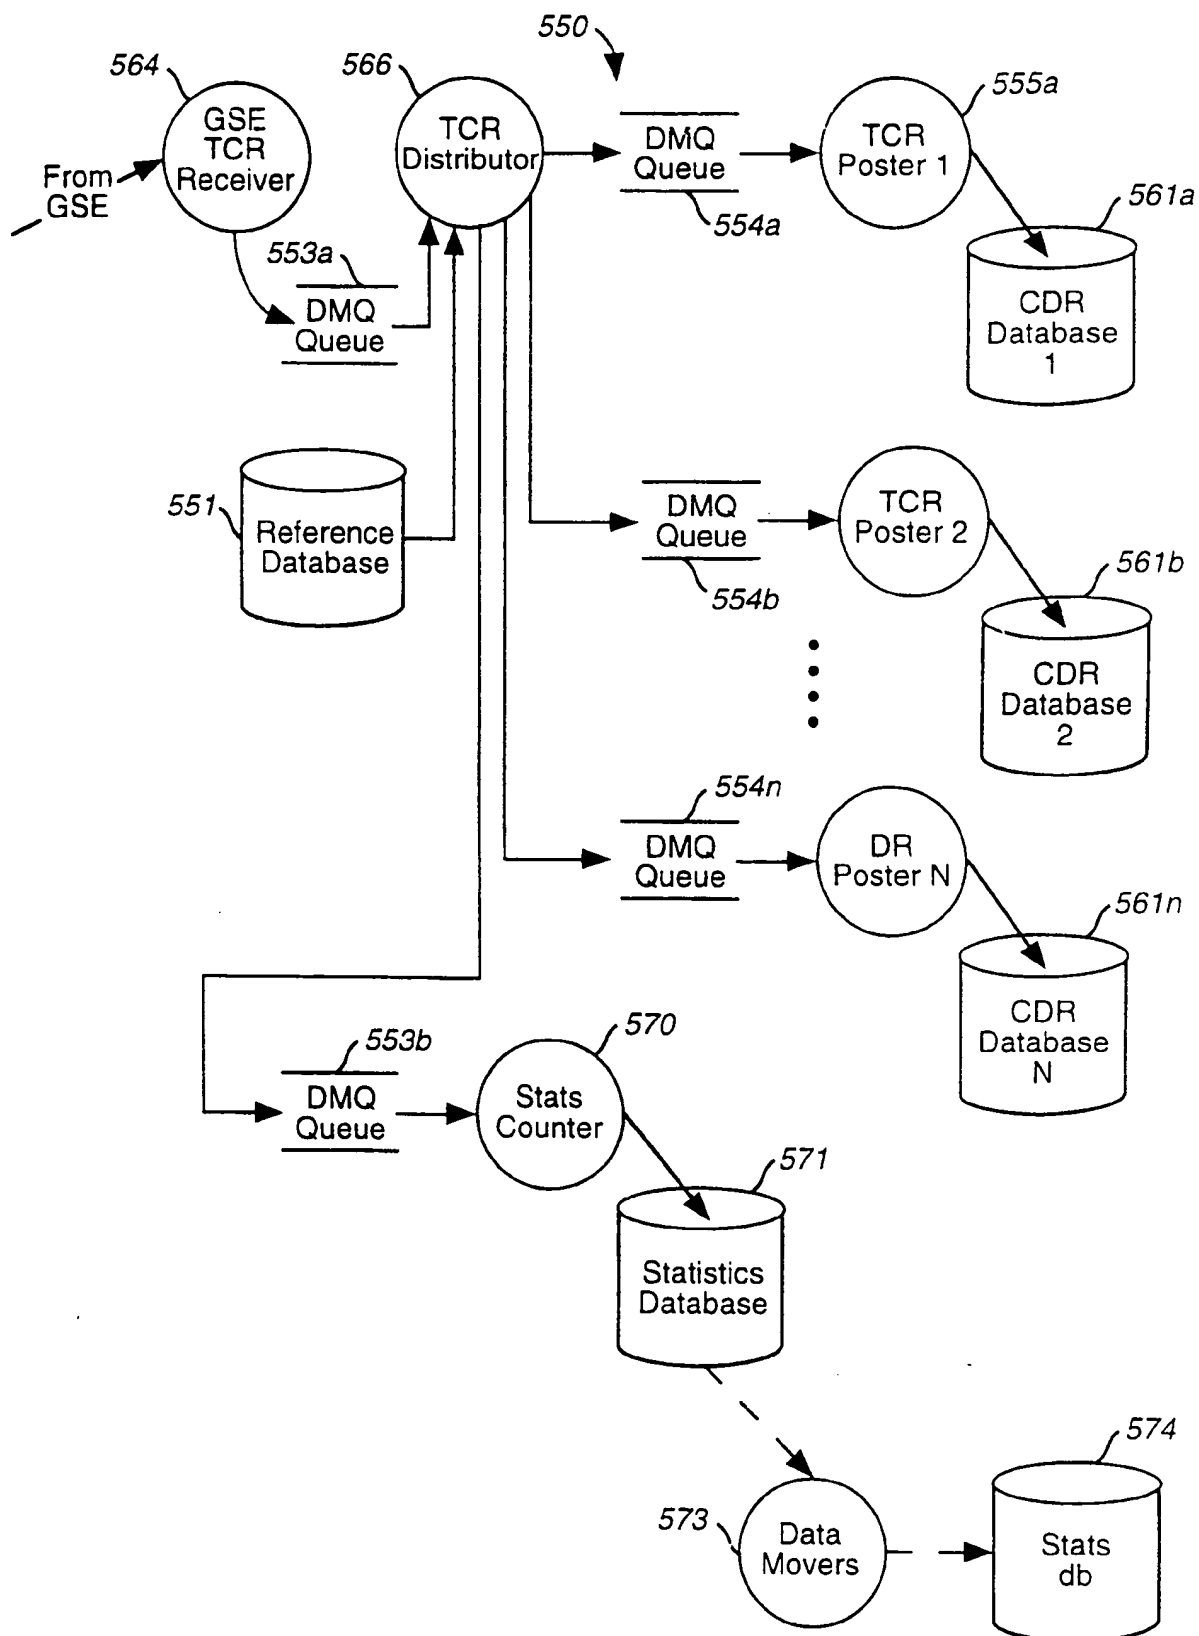 550
564
566
555a
GSE
TCR
Receiver
TCR
Distributor
DMQ
Queue
TCR
Poster 1
From
GSE
554a
561a
553a
DMQ
Queue
CDR
Database
1
551
Reference
Database
DMQ
Queue
TCR
Poster 2
554b
561b
CDR
Database
2
554n
DMQ
Queue
DR
Poster N
561n
CDR
Database
N
553b
570
DMQ
Queue
Stats
Counter
571
Statistics
Database
574
573
Data
Movers
Stats
db